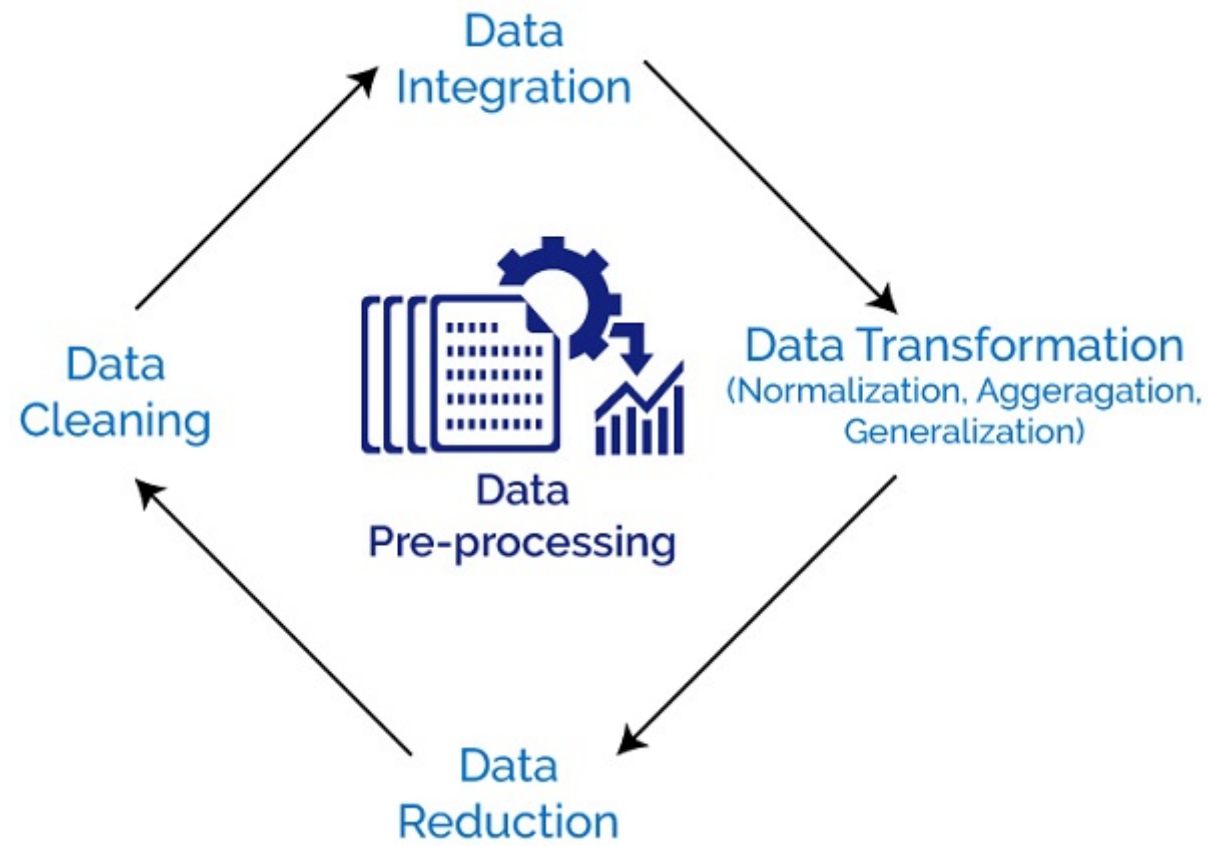 Data
Integration
Data
Cleaning
Data Transformation
(Normalization, Aggeragation,
Generalization)
Data
Pre-processing
Data
Reduction